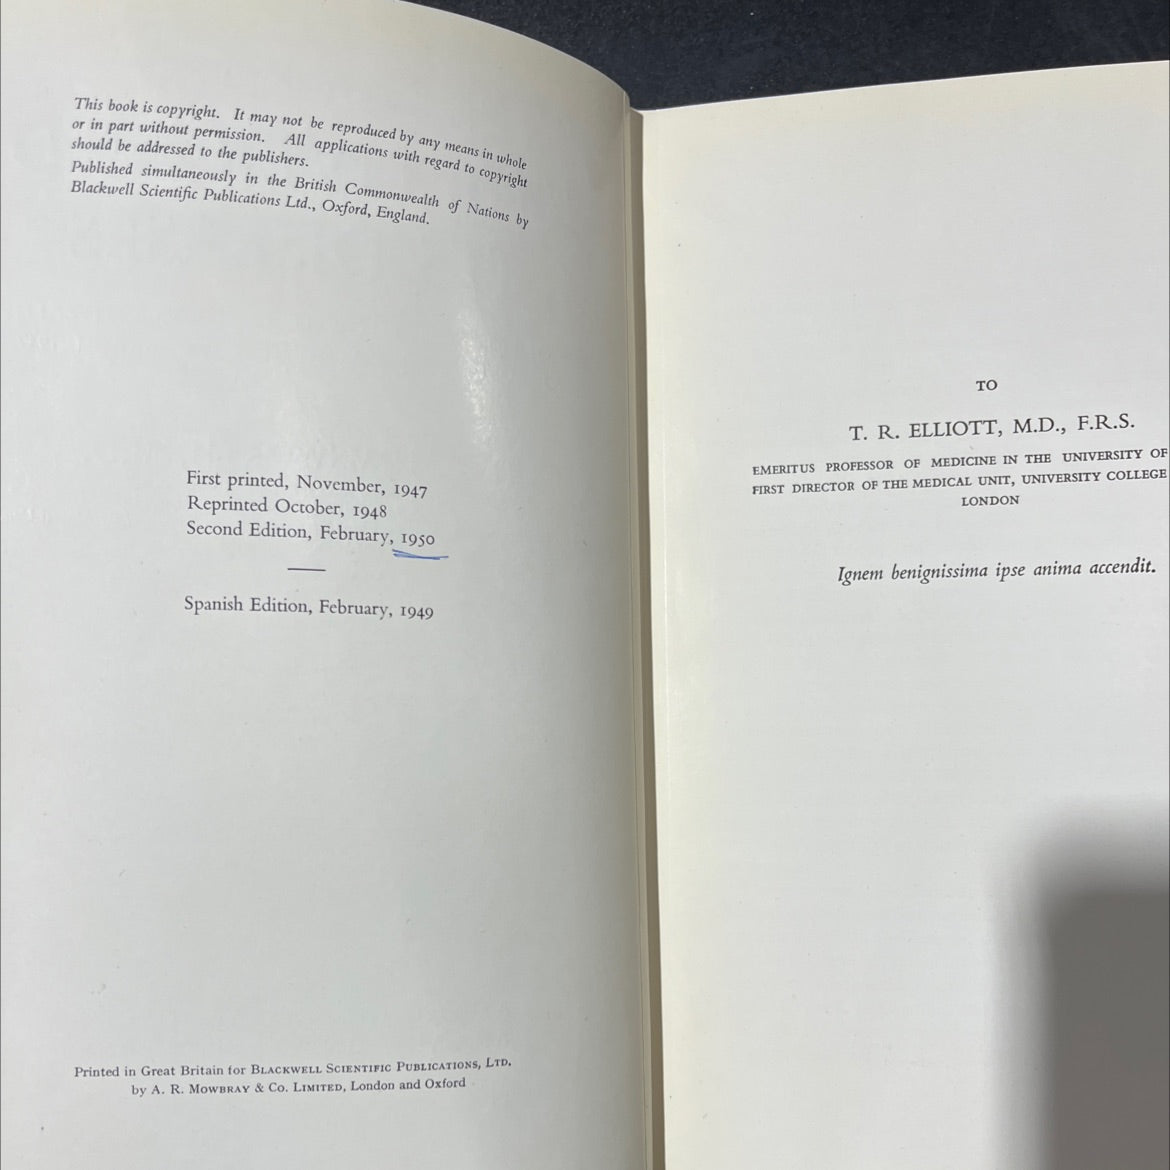 This book is copyright. It may not be reproduced by any means in whole
or in part without permission. All applications with regard to copyright
should be addressed to the publishers.
Published simultaneously in the British Commonwealth of Nations by
Blackwell Scientific Publications Ltd., Oxford, England.
First printed, November, 1947
Reprinted October, 1948
Second Edition, February, 1950
Spanish Edition, February, 1949
Printed in Great Britain for BLACKWELL SCIENTIFIC PUBLICATIONS, LTD.
by A. R. MOWBRAY & CO. LIMITED, London and Oxford
TO
T. R. ELLIOTT, M.D., F.R.S.
EMERITUS PROFESSOR OF MEDICINE IN THE UNIVERSITY OF
FIRST DIRECTOR OF THE MEDICAL UNIT, UNIVERSITY COLLEGE
LONDON
Ignem benignissima ipse anima accendit.